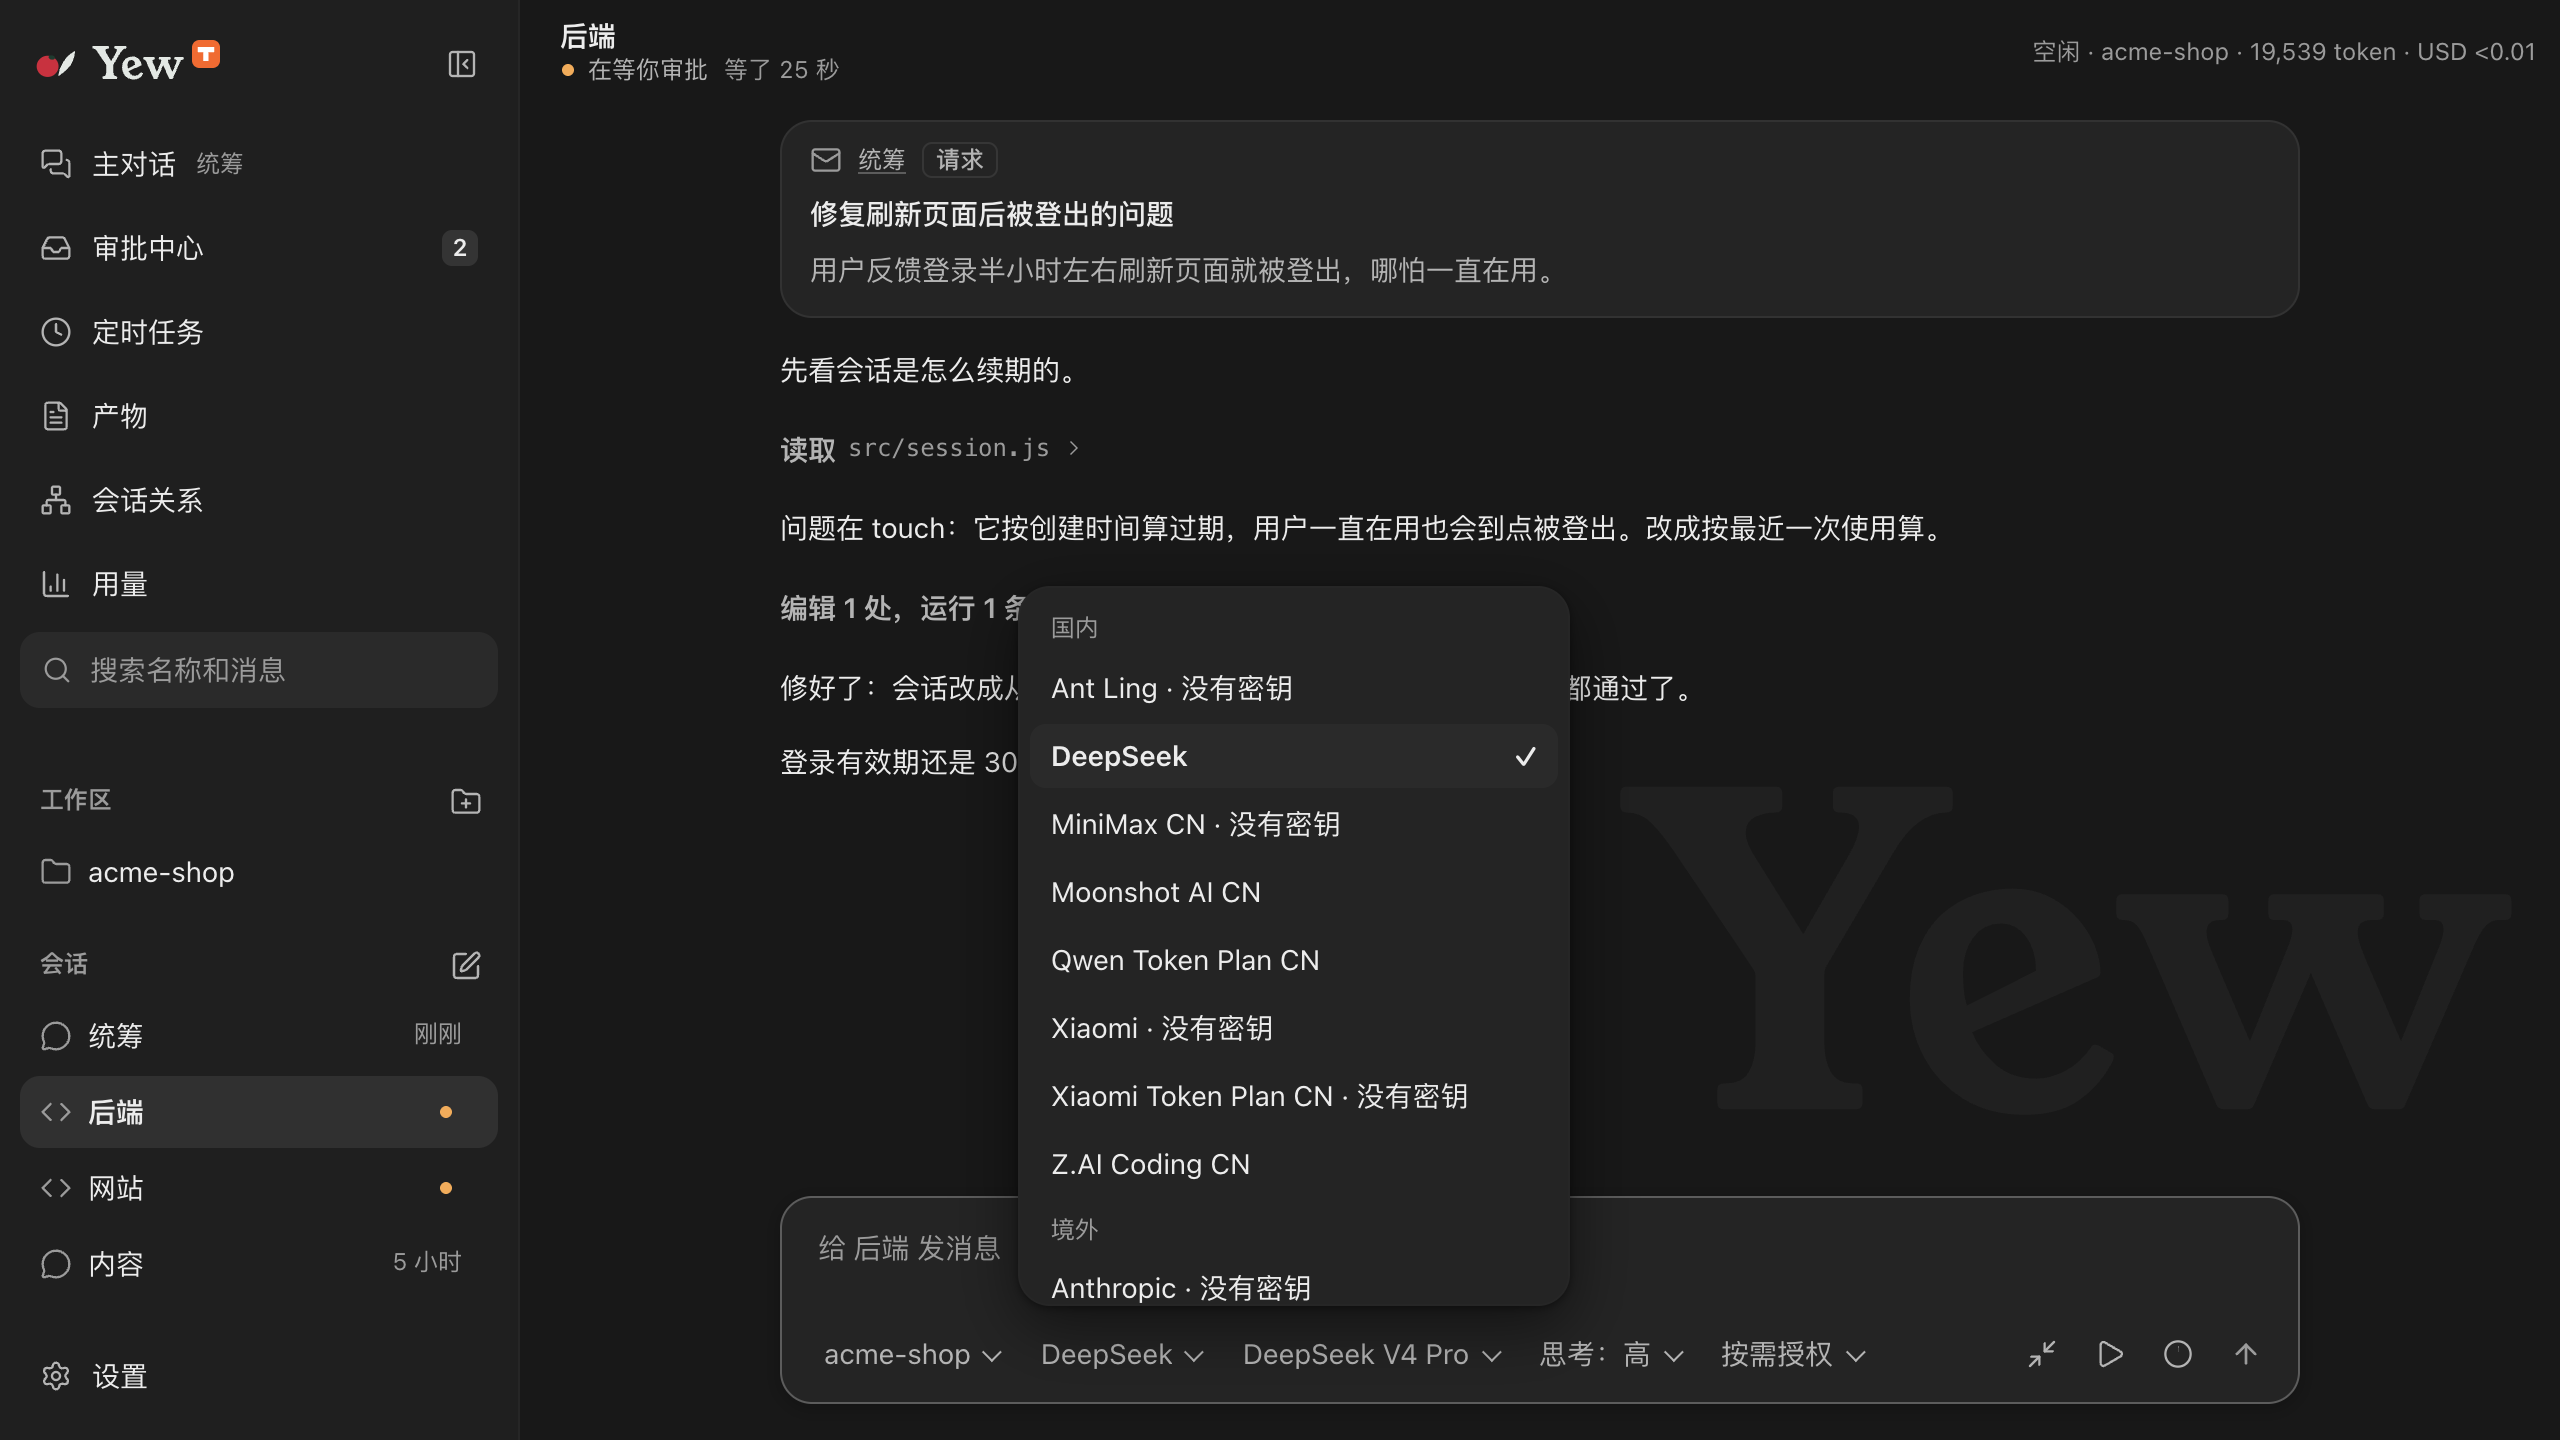 Yew T
主对话 统筹
审批中心 2
定时任务
产物
会话关系
用量
搜索名称和消息
工作区
acme-shop
会话
统筹 刚刚
后端
网站
内容 5 小时
设置
后端
在等你审批 等了 25 秒
空闲 · acme-shop · 19,539 token · USD <0.01
统筹 请求
修复刷新页面后被登出的问题
用户反馈登录半小时左右刷新页面就被登出，哪怕一直在用。
先看会话是怎么续期的。
读取 src/session.js
问题在 touch：它按创建时间算过期，用户一直在用也会到点被登出。改成按最近一次使用算。
编辑 1 处，运行 1
修好了：会话改成 都通过了。
登录有效期还是 30
国内
Ant Ling · 没有密钥
DeepSeek
MiniMax CN · 没有密钥
Moonshot AI CN
Qwen Token Plan CN
Xiaomi · 没有密钥
Xiaomi Token Plan CN · 没有密钥
Z.AI Coding CN
境外
Anthropic · 没有密钥
Yew
给 后端 发消息
acme-shop DeepSeek DeepSeek V4 Pro 思考：高 按需授权